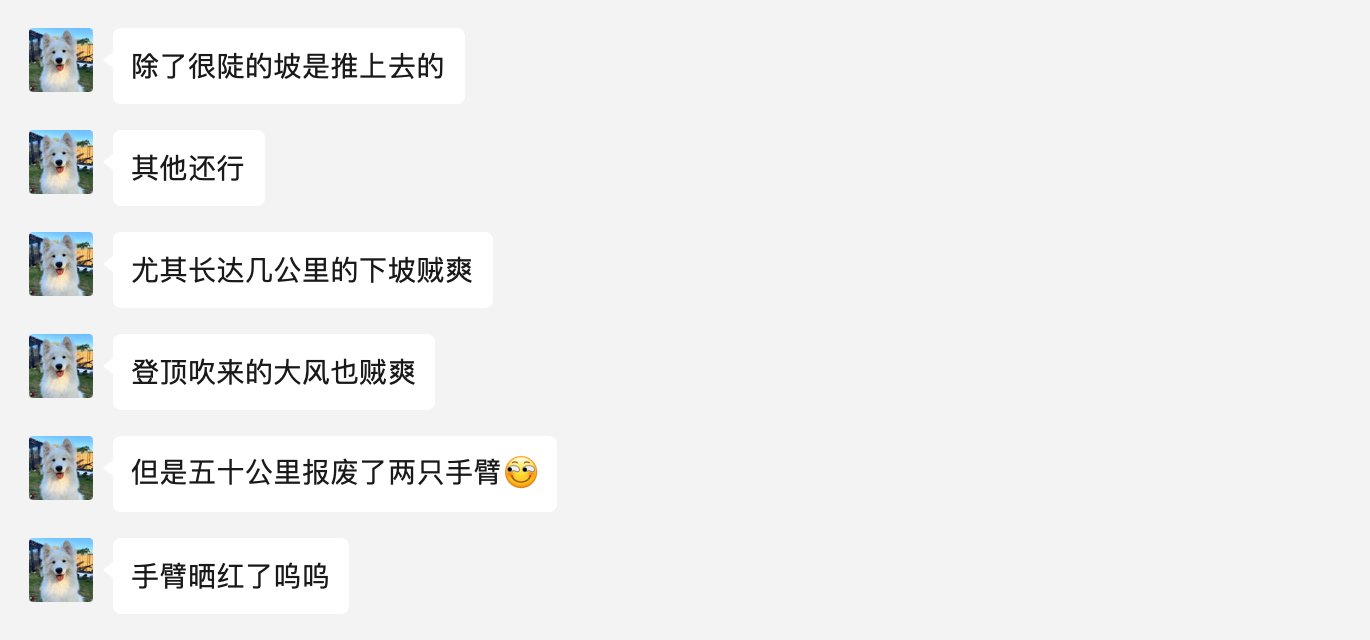 除了很陡的坡是推上去的
其他还行
尤其长达几公里的下坡贼爽
登顶吹来的大风也贼爽
但是五十公里报废了两只手臂
手臂晒红了呜呜